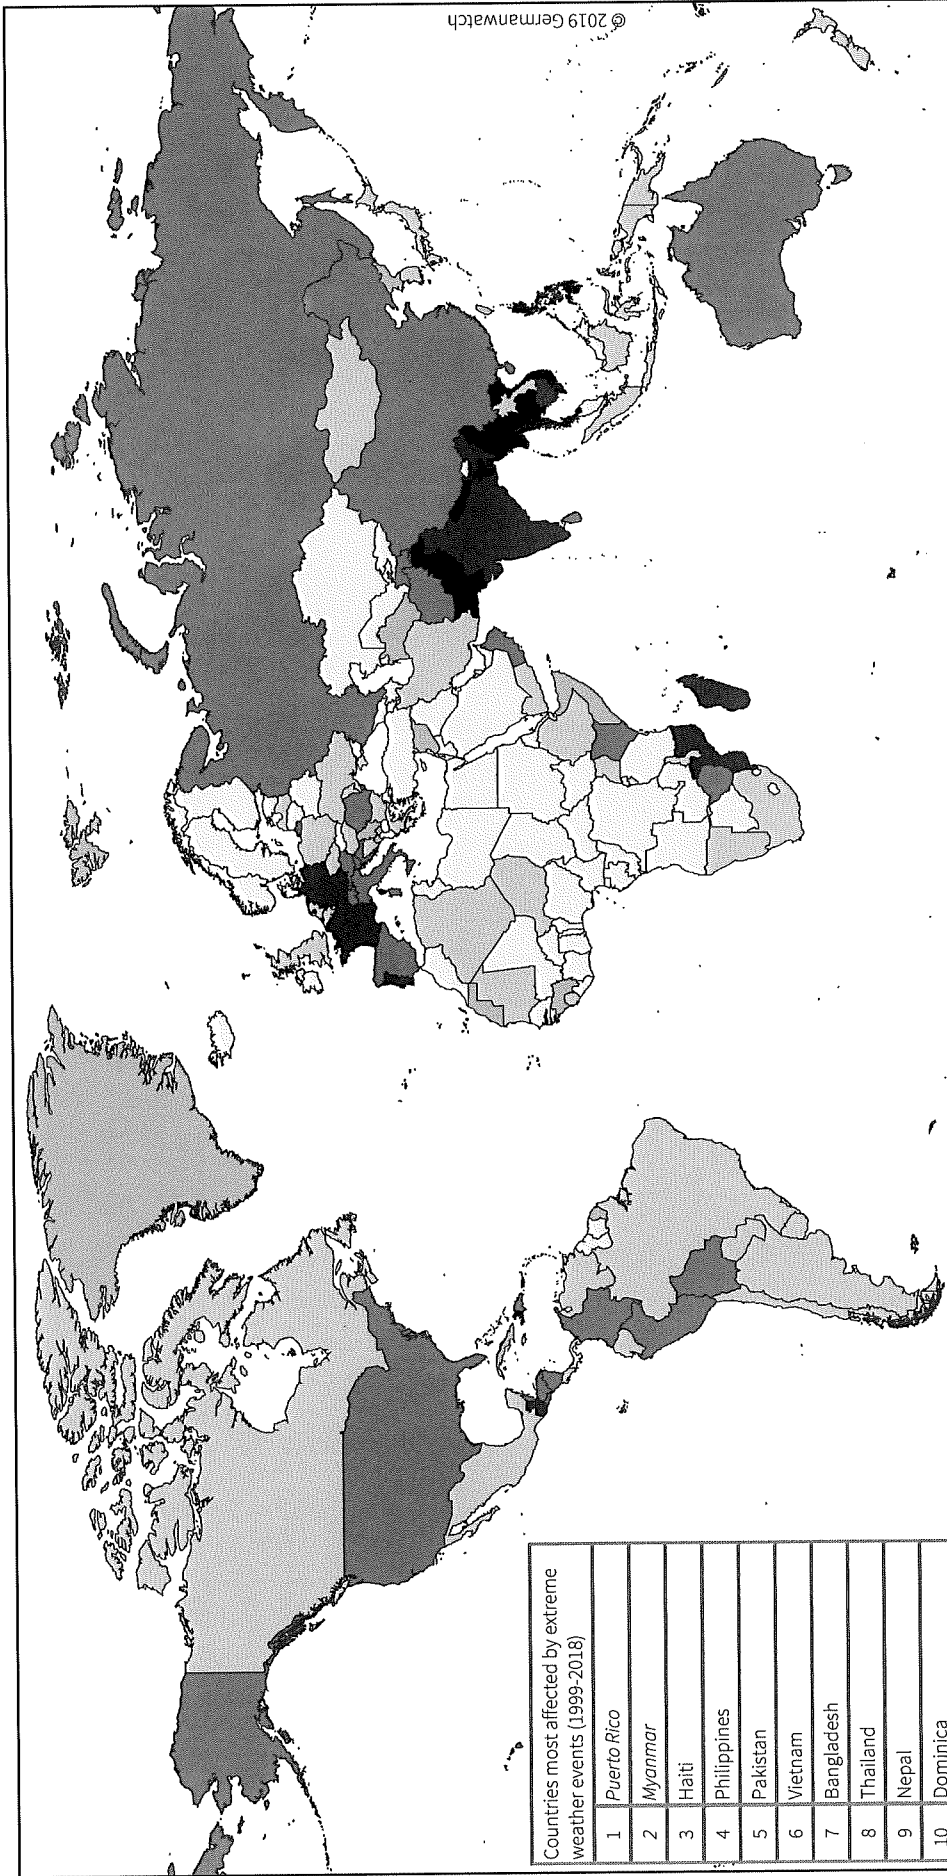 © 2019 Germanwatch
Countries most affected by extreme
weather events (1999-2018)
1 Puerto Rico
2 Myanmar
3 Haiti
4 Philippines
5 Pakistan
6 Vietnam
7 Bangladesh
8 Thailand
9 Nepal
10 Dominica